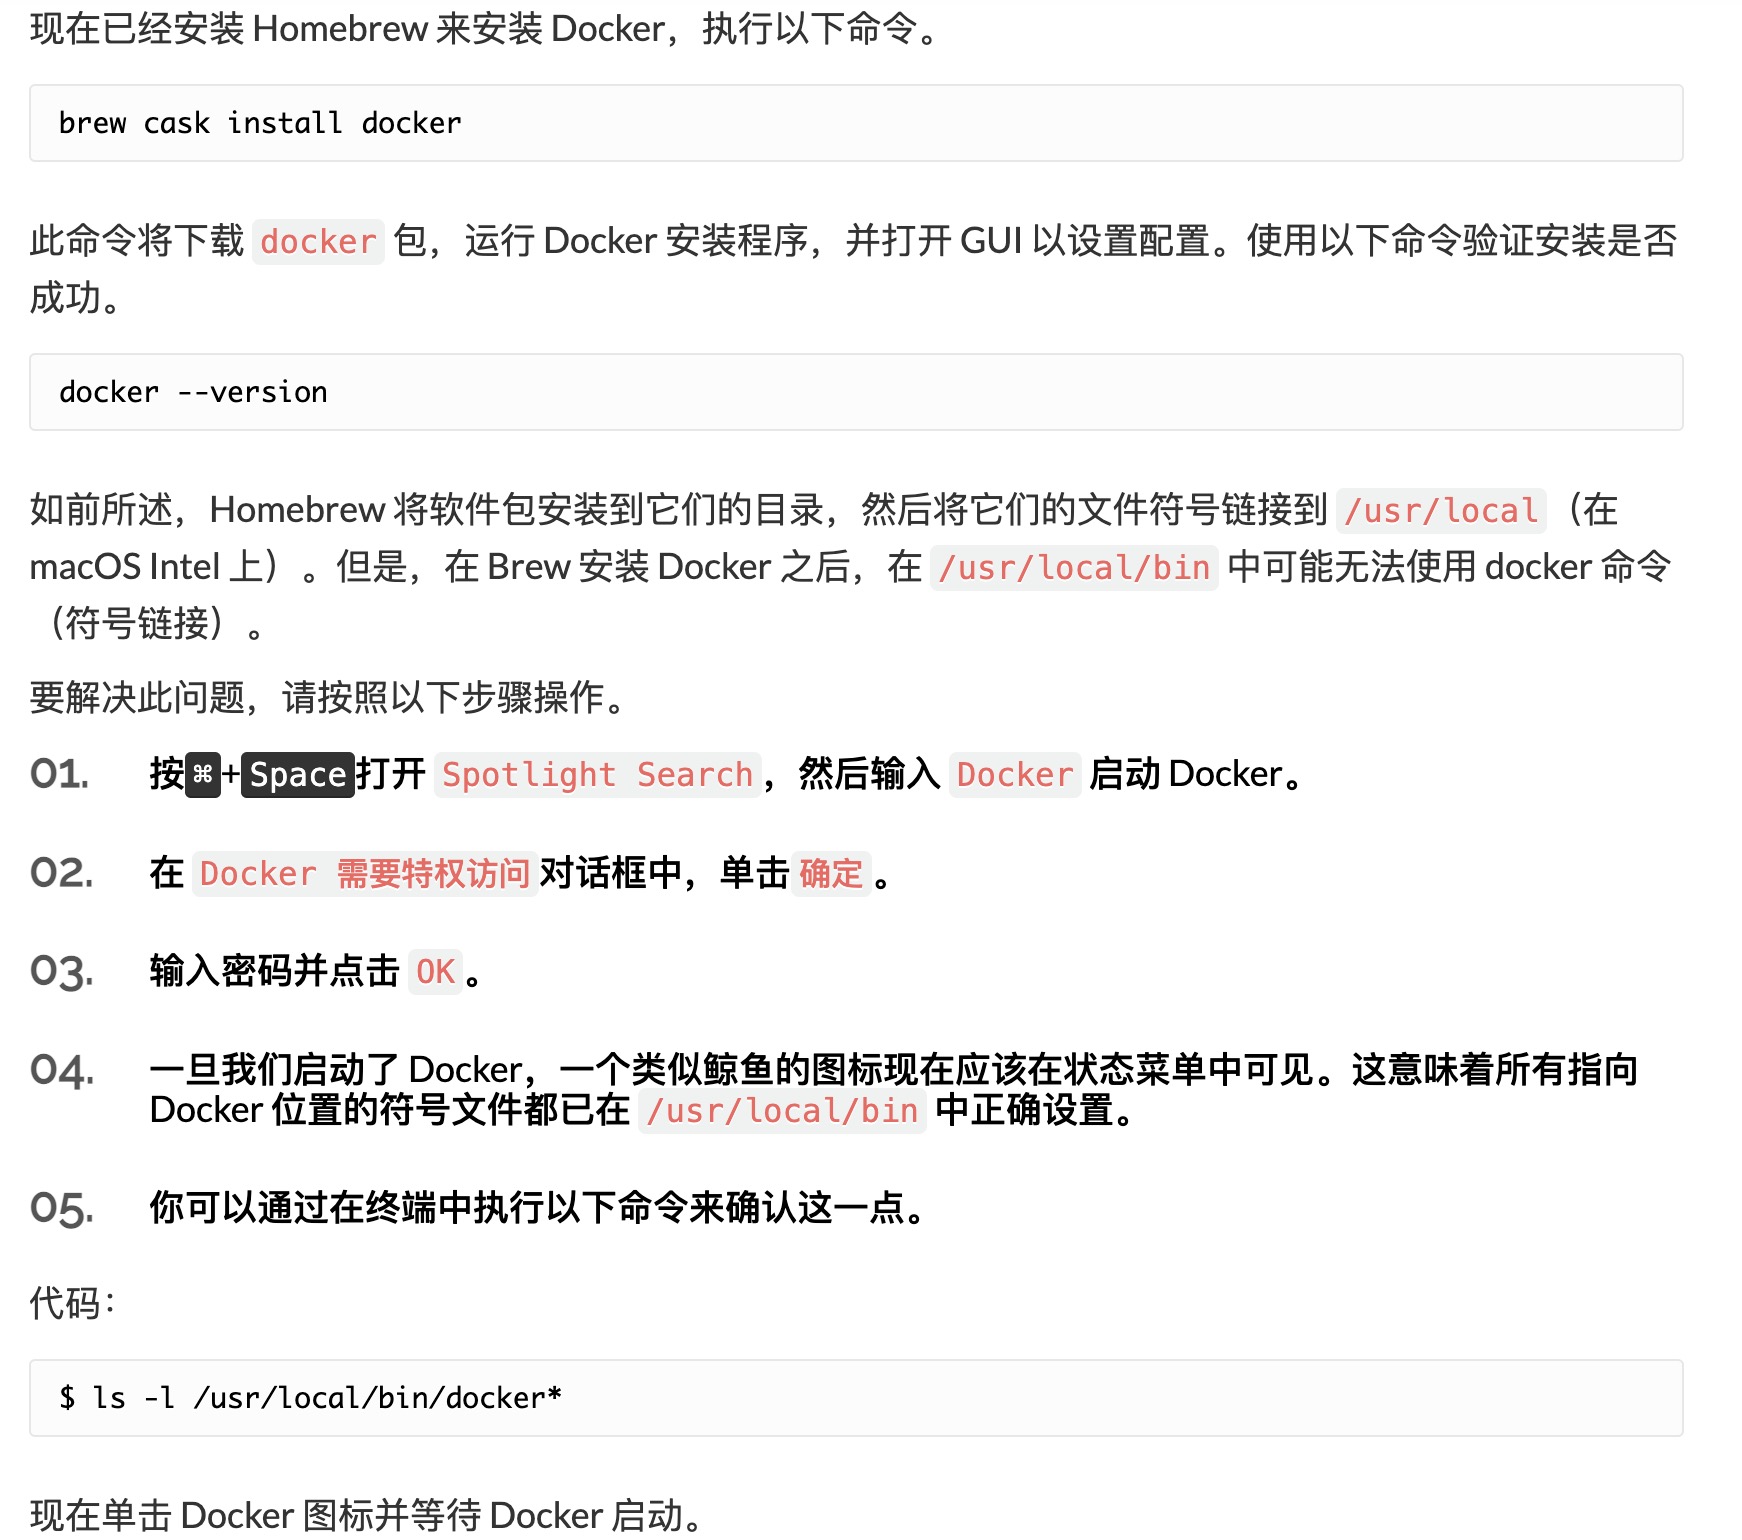 现在已经安装 Homebrew 来安装 Docker，执行以下命令。
brew cask install docker
此命令将下载 docker 包，运行 Docker 安装程序，并打开 GUI 以设置配置。使用以下命令验证安装是否
成功。
docker --version
如前所述，Homebrew 将软件包安装到它们的目录，然后将它们的文件符号链接到 /usr/local（在
macOS Intel 上）。但是，在 Brew 安装 Docker 之后，在 /usr/local/bin 中可能无法使用 docker 命令
（符号链接）。
要解决此问题，请按照以下步骤操作。
01. 按⌘+Space打开 Spotlight Search，然后输入 Docker 启动 Docker。
02. 在 Docker 需要特权访问对话框中，单击确定。
03. 输入密码并点击 OK。
04. 一旦我们启动了 Docker，一个类似鲸鱼的图标现在应该在状态菜单中可见。这意味着所有指向
Docker 位置的符号文件都已在 /usr/local/bin 中正确设置。
05. 你可以通过在终端中执行以下命令来确认这一点。
代码：
$ ls -l /usr/local/bin/docker*
现在单击 Docker 图标并等待 Docker 启动。